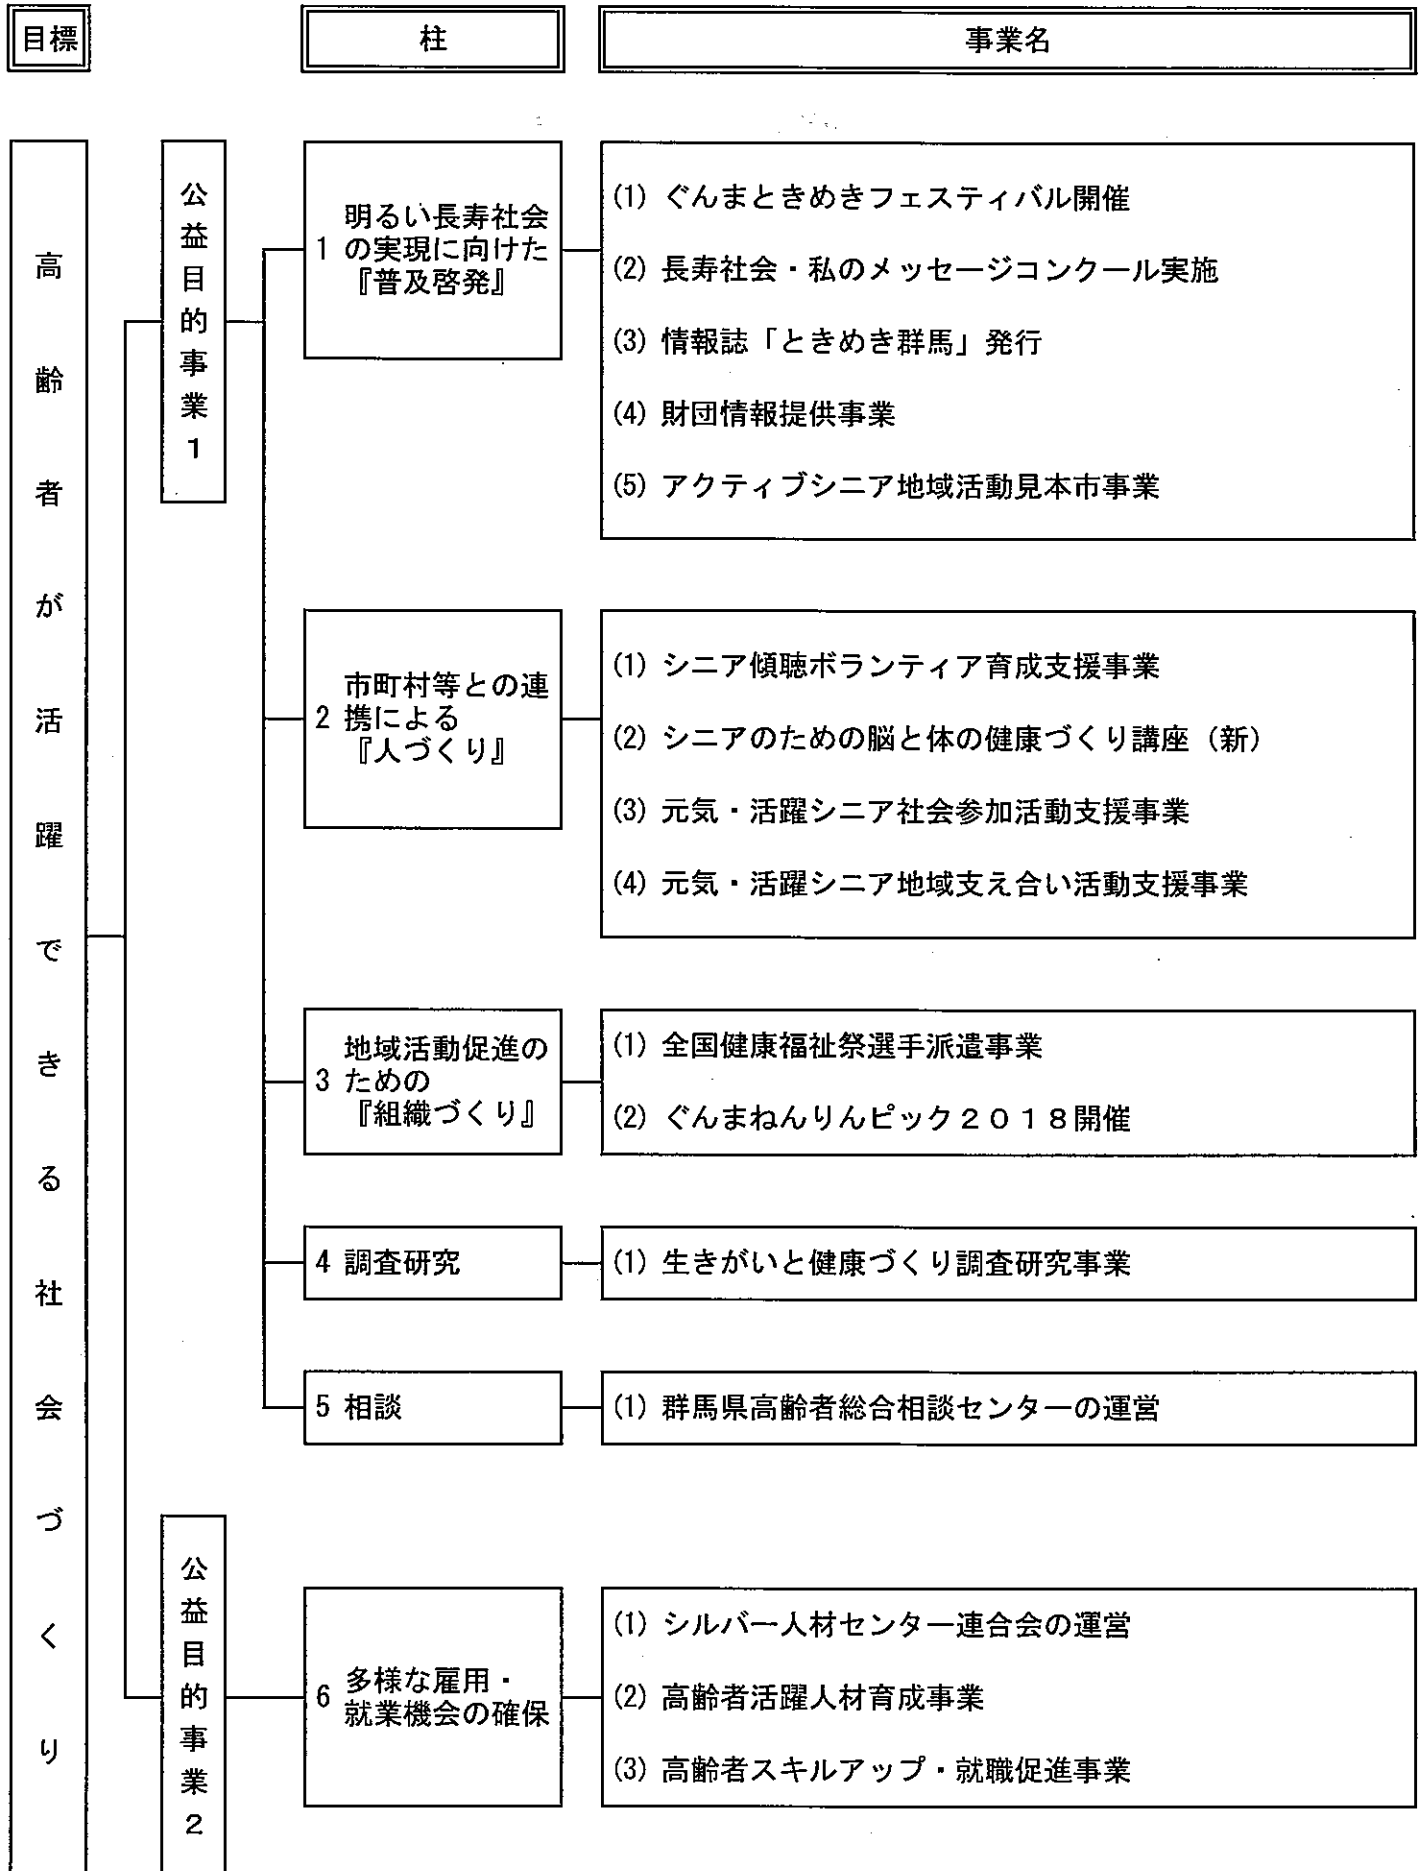 目標
柱
事業名
高齢者が活躍できる社会づくり
公益目的事業1
1 明るい長寿社会
の実現に向けた
『普及啓発』
(1) ぐんまときめきフェスティバル開催
(2) 長寿社会・私のメッセージコンクール実施
(3) 情報誌「ときめき群馬」発行
(4) 財団情報提供事業
(5) アクティブシニア地域活動見本市事業
2 市町村等との連
携による
『人づくり』
(1) シニア傾聴ボランティア育成支援事業
(2) シニアのための脳と体の健康づくり講座（新）
(3) 元気・活躍シニア社会参加活動支援事業
(4) 元気・活躍シニア地域支え合い活動支援事業
3 地域活動促進の
ための
『組織づくり』
(1) 全国健康福祉祭選手派遣事業
(2) ぐんまねんりんピック２０１８開催
4 調査研究
(1) 生きがいと健康づくり調査研究事業
5 相談
(1) 群馬県高齢者総合相談センターの運営
公益目的事業2
6 多様な雇用・
就業機会の確保
(1) シルバー人材センター連合会の運営
(2) 高齢者活躍人材育成事業
(3) 高齢者スキルアップ・就職促進事業